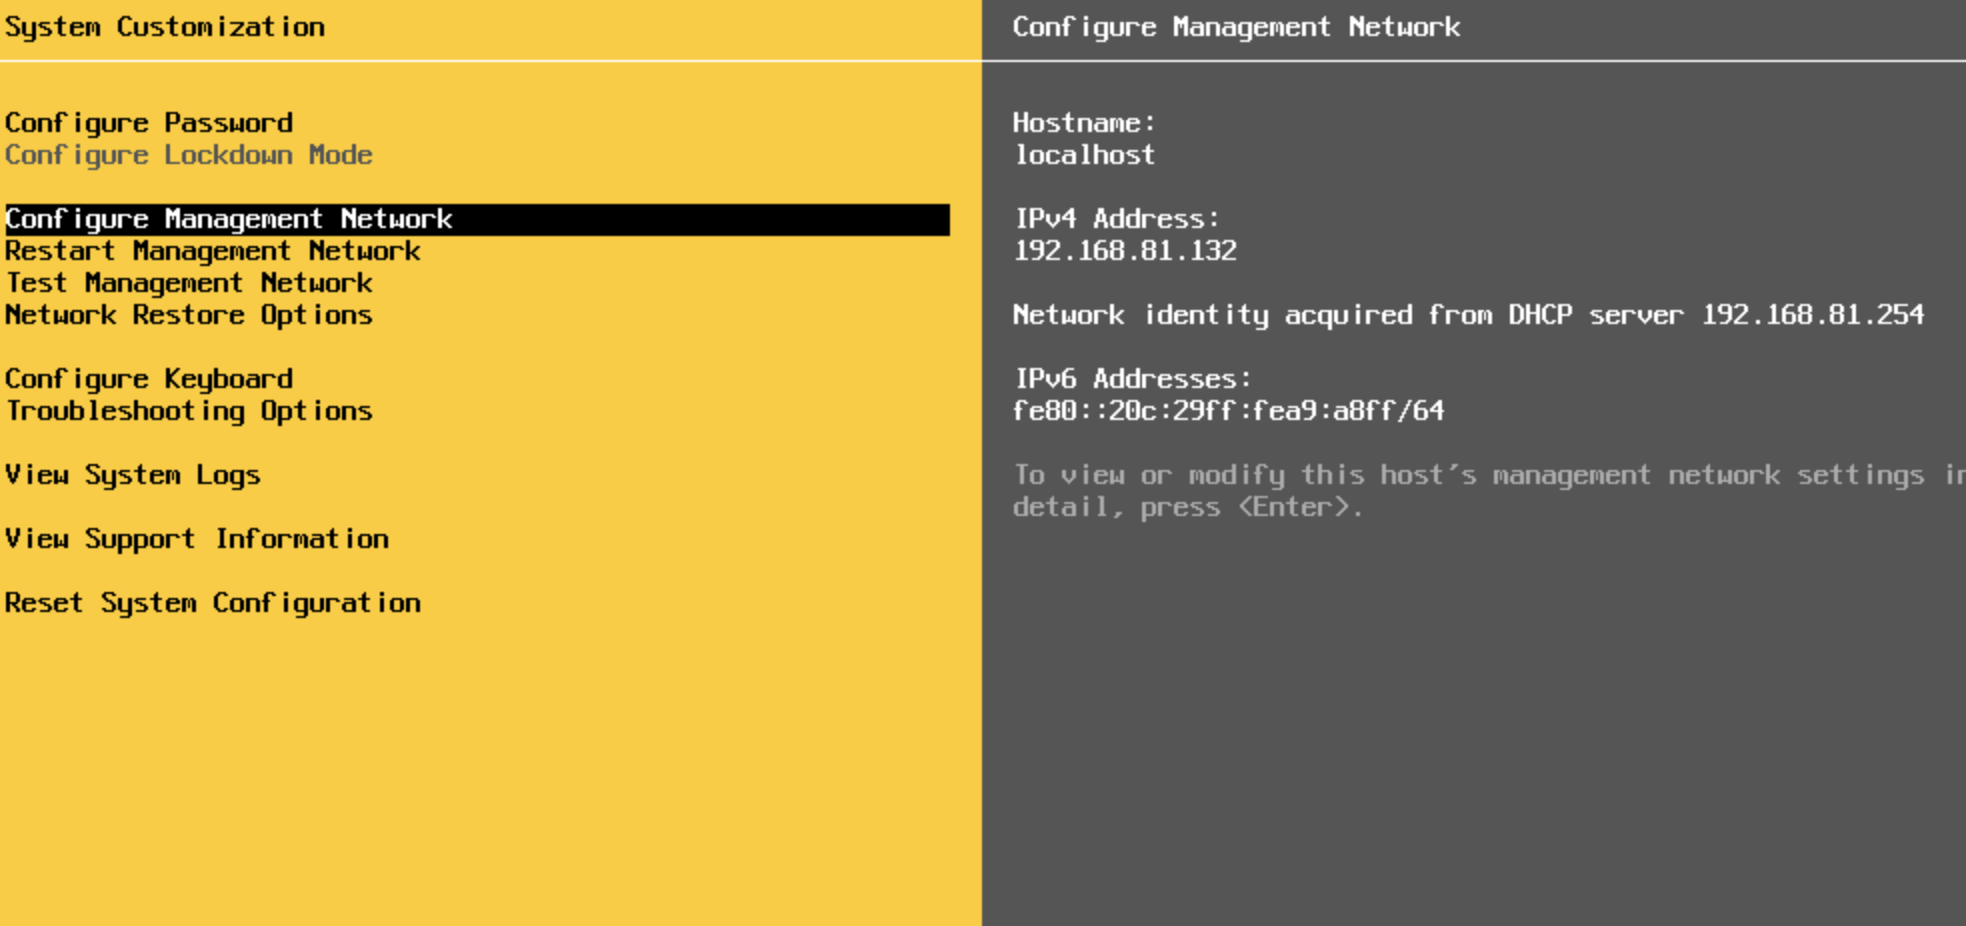 System Customization
Configure Password
Configure Lockdown Mode
Configure Management Network
Restart Management Network
Test Management Network
Network Restore Options
Configure Keyboard
Troubleshooting Options
View System Logs
View Support Information
Reset System Configuration
Configure Management Network
Hostname:
localhost
IPv4 Address:
192.168.81.132
Network identity acquired from DHCP server 192.168.81.254
IPv6 Addresses:
fe80::20c:29ff:fea9:a8ff/64
To view or modify this host's management network settings in
detail, press <Enter>.